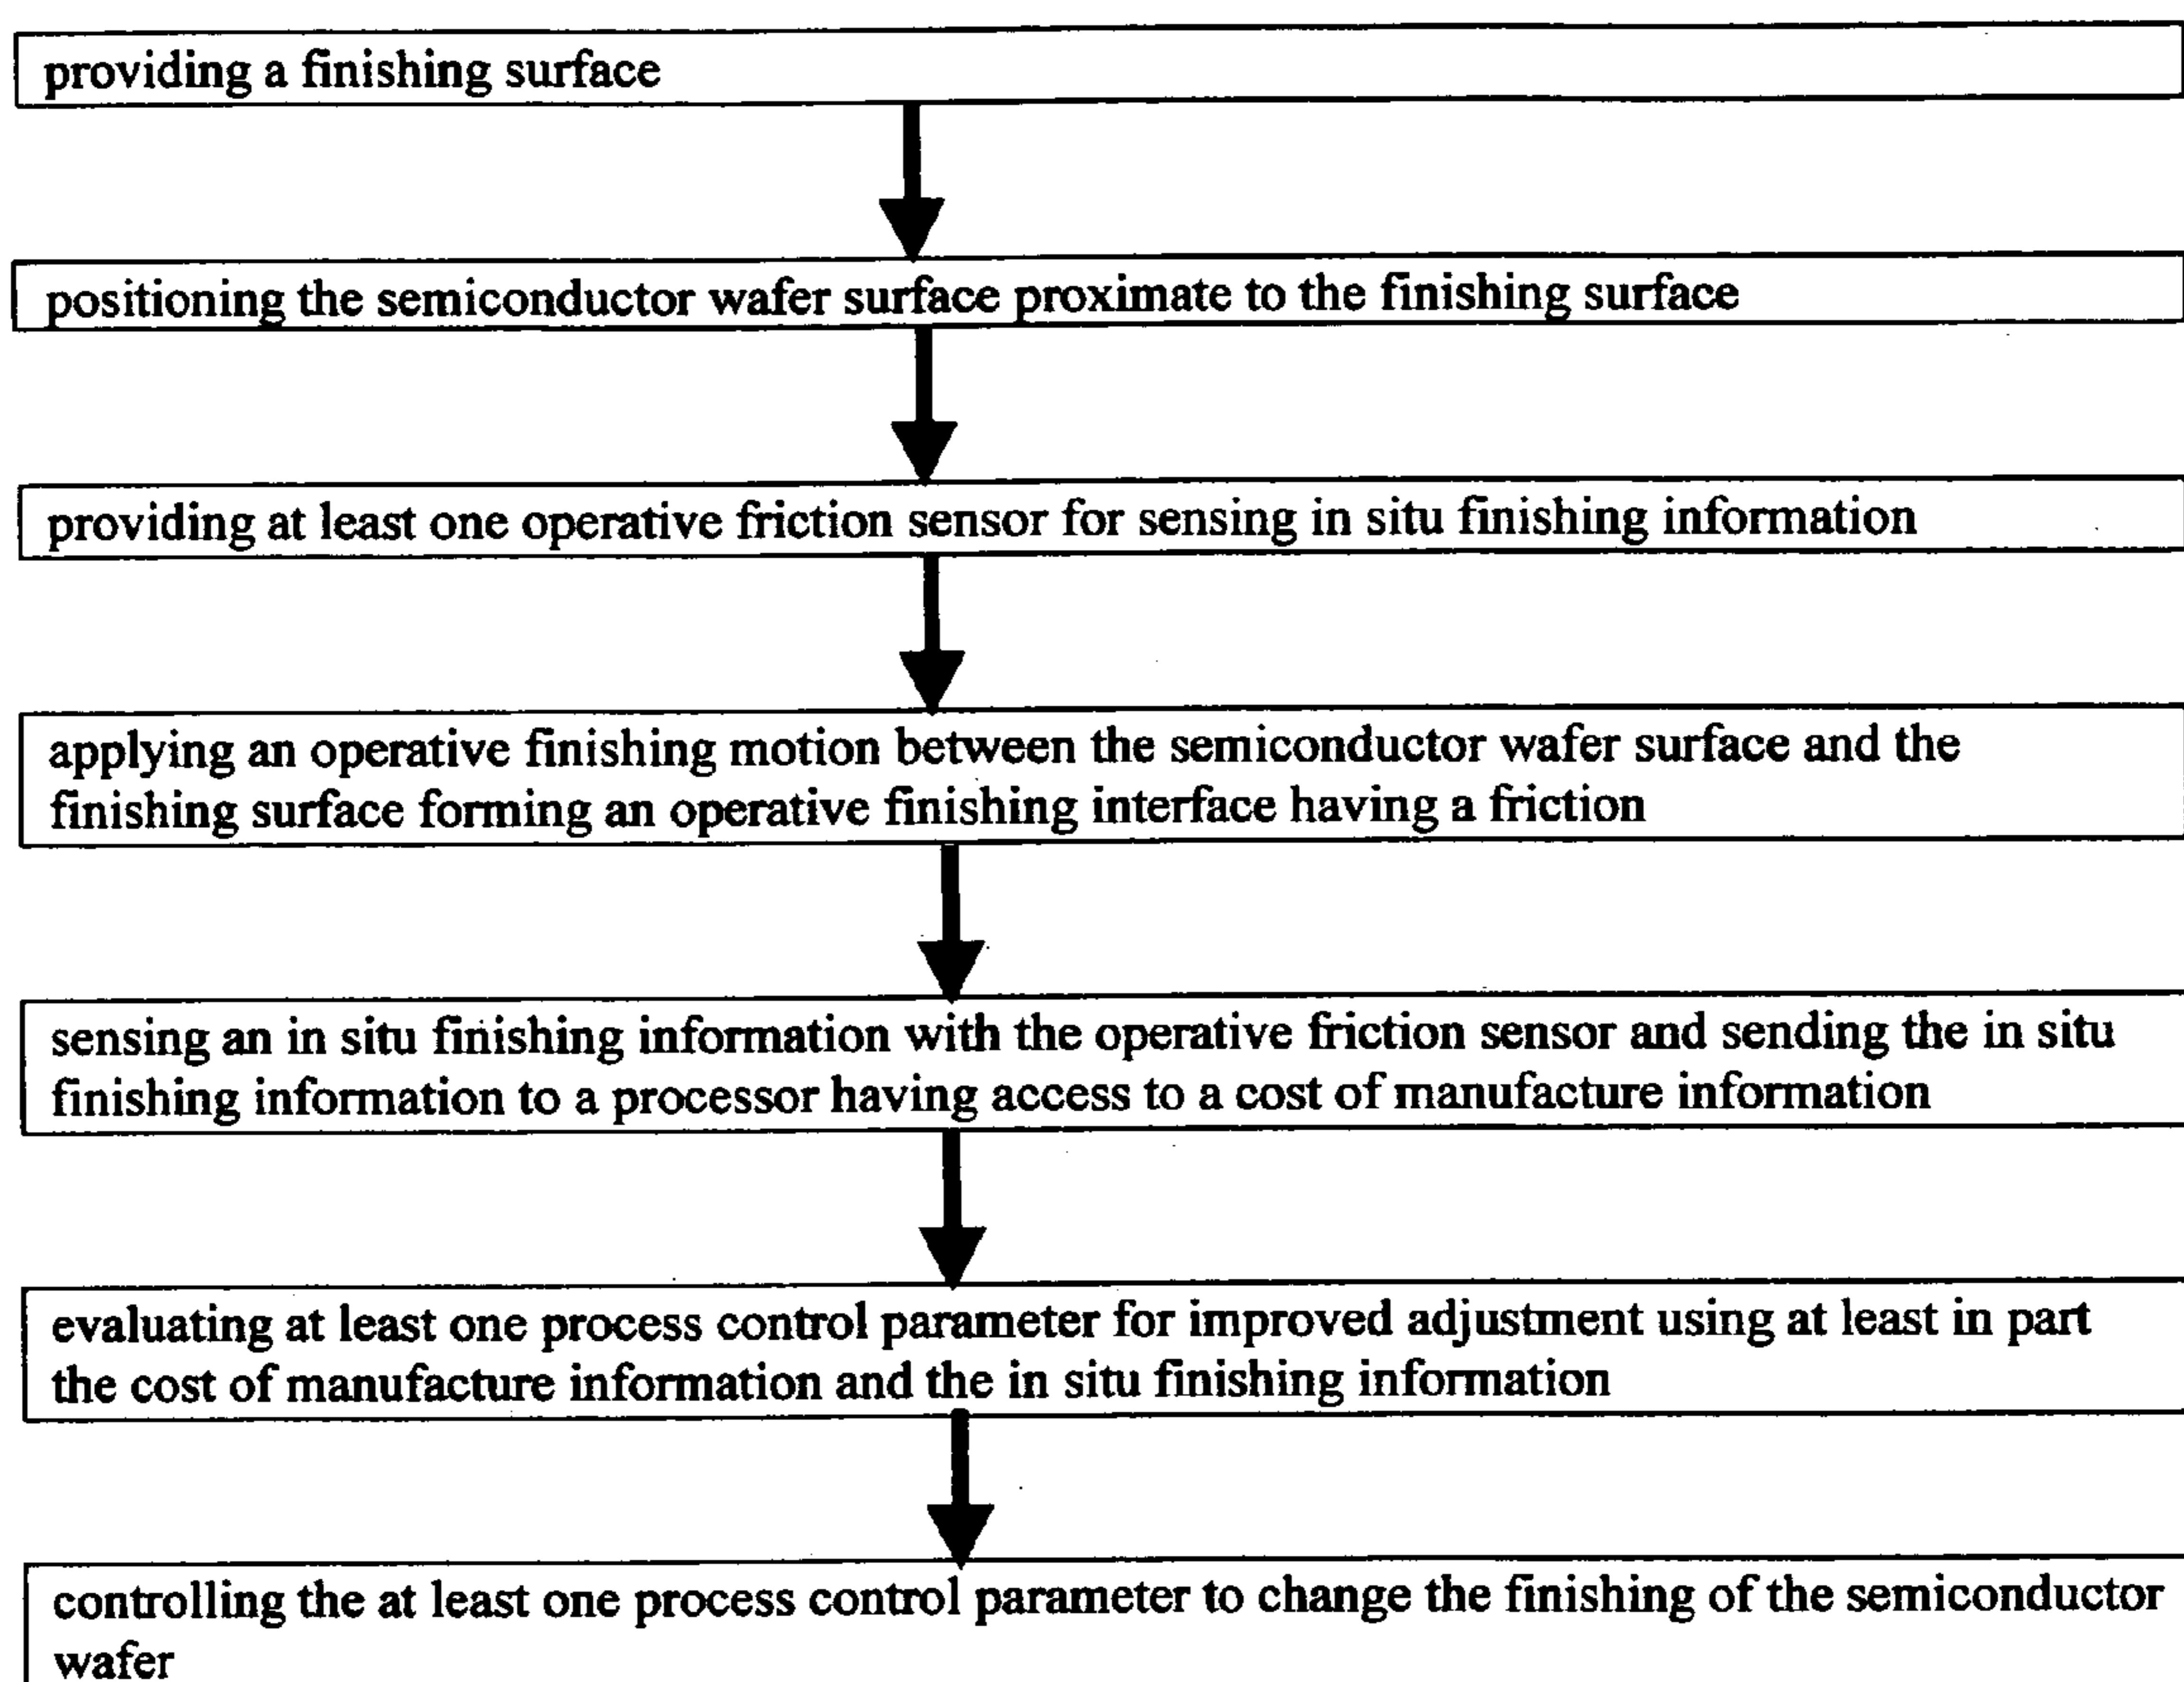 providing a finishing surface
positioning the semiconductor wafer surface proximate to the finishing surface
providing at least one operative friction sensor for sensing in situ finishing information
applying an operative finishing motion between the semiconductor wafer surface and the
finishing surface forming an operative finishing interface having a friction
sensing an in situ finishing information with the operative friction sensor and sending the in situ
finishing information to a processor having access to a cost of manufacture information
evaluating at least one process control parameter for improved adjustment using at least in part
the cost of manufacture information and the in situ finishing information
controlling the at least one process control parameter to change the finishing of the semiconductor
wafer